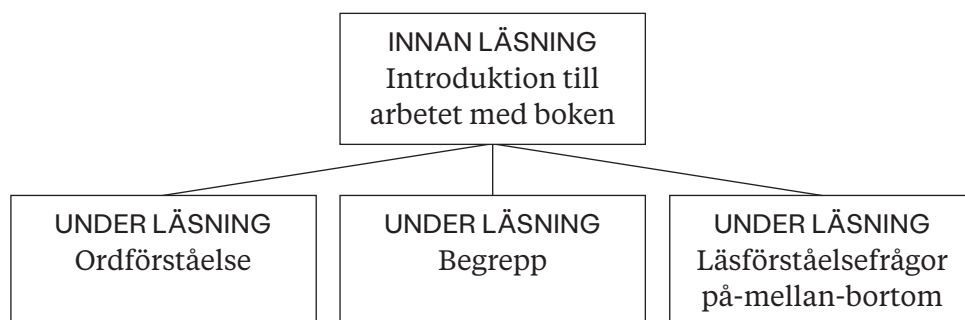 INNAN LÄSNING
Introduktion till
arbetet med boken
UNDER LÄSNING
Ordförståelse
UNDER LÄSNING
Begrepp
UNDER LÄSNING
Läsförståelsefrågor
på-mellan-bortom